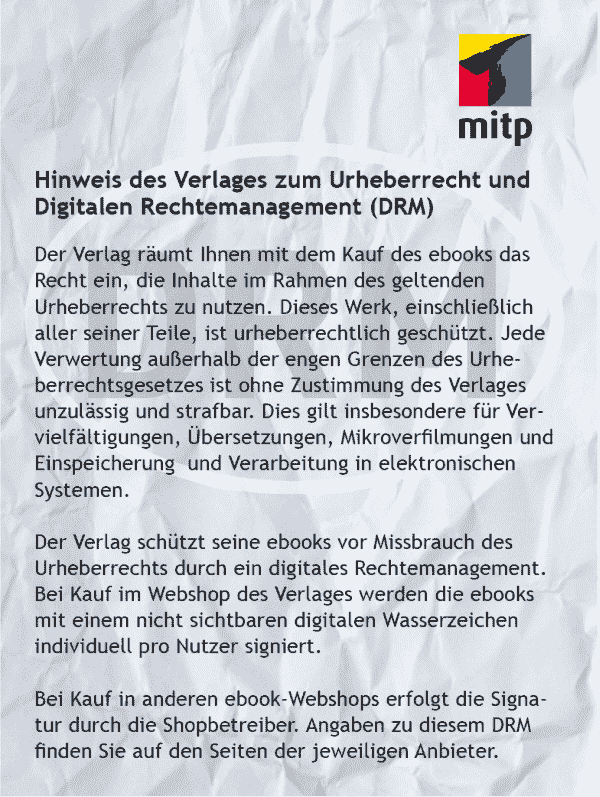 mitp
Hinweis des Verlages zum Urheberrecht und
Digitalen Rechtemanagement (DRM)
Der Verlag räumt Ihnen mit dem Kauf des ebooks das
Recht ein, die Inhalte im Rahmen des geltenden
Urheberrechts zu nutzen. Dieses Werk, einschließlich
aller seiner Teile, ist urheberrechtlich geschützt. Jede
Verwertung außerhalb der engen Grenzen des Urhe-
berrechtsgesetzes ist ohne Zustimmung des Verlages
unzulässig und strafbar. Dies gilt insbesondere für Ver-
vielfältigungen, Übersetzungen, Mikroverfilmungen und
Einspeicherung  und Verarbeitung in elektronischen
Systemen.
Der Verlag schützt seine ebooks vor Missbrauch des
Urheberrechts durch ein digitales Rechtemanagement.
Bei Kauf im Webshop des Verlages werden die ebooks
mit einem nicht sichtbaren digitalen Wasserzeichen
individuell pro Nutzer signiert.
Bei Kauf in anderen ebook-Webshops erfolgt die Signa-
tur durch die Shopbetreiber. Angaben zu diesem DRM
finden Sie auf den Seiten der jeweiligen Anbieter.
DRM